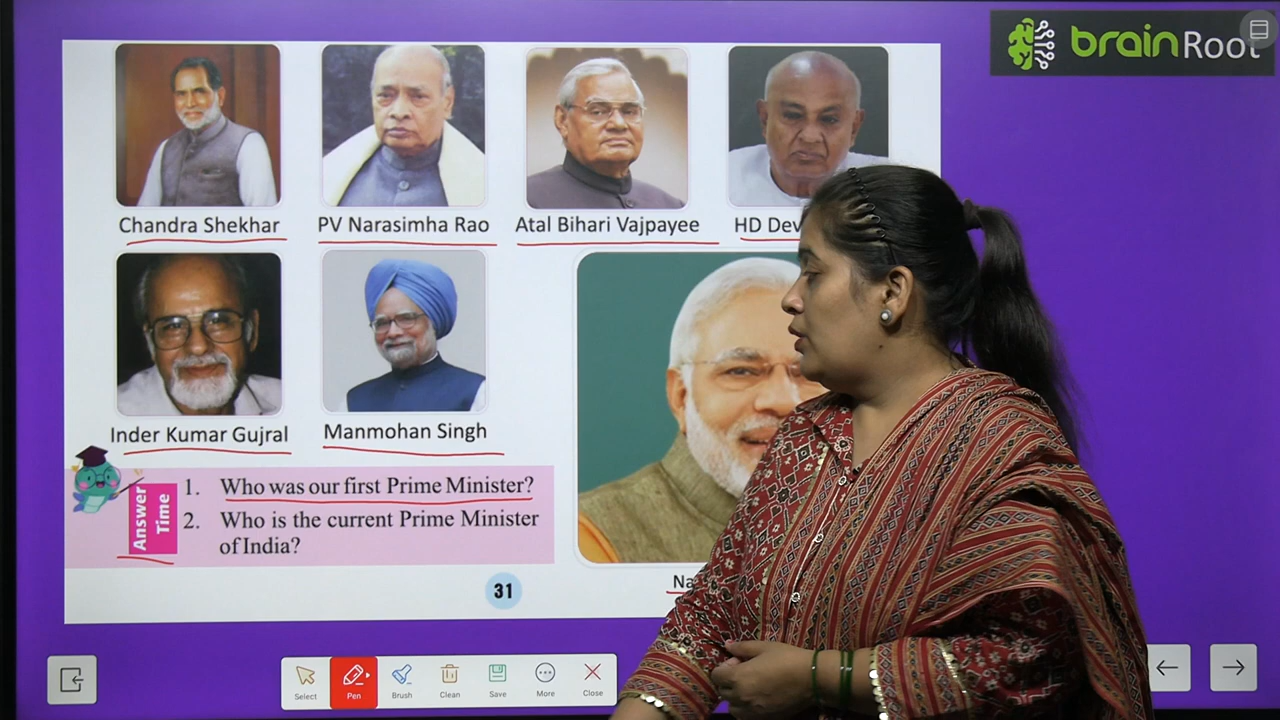 brainRoot
Chandra Shekhar
PV Narasimha Rao
Atal Bihari Vajpayee
HD Dev
Inder Kumar Gujral
Manmohan Singh
Na
Answer
Time
1. Who was our first Prime Minister?
2. Who is the current Prime Minister
of India?
31
Select
Pen
Brush
Clean
Save
More
Close